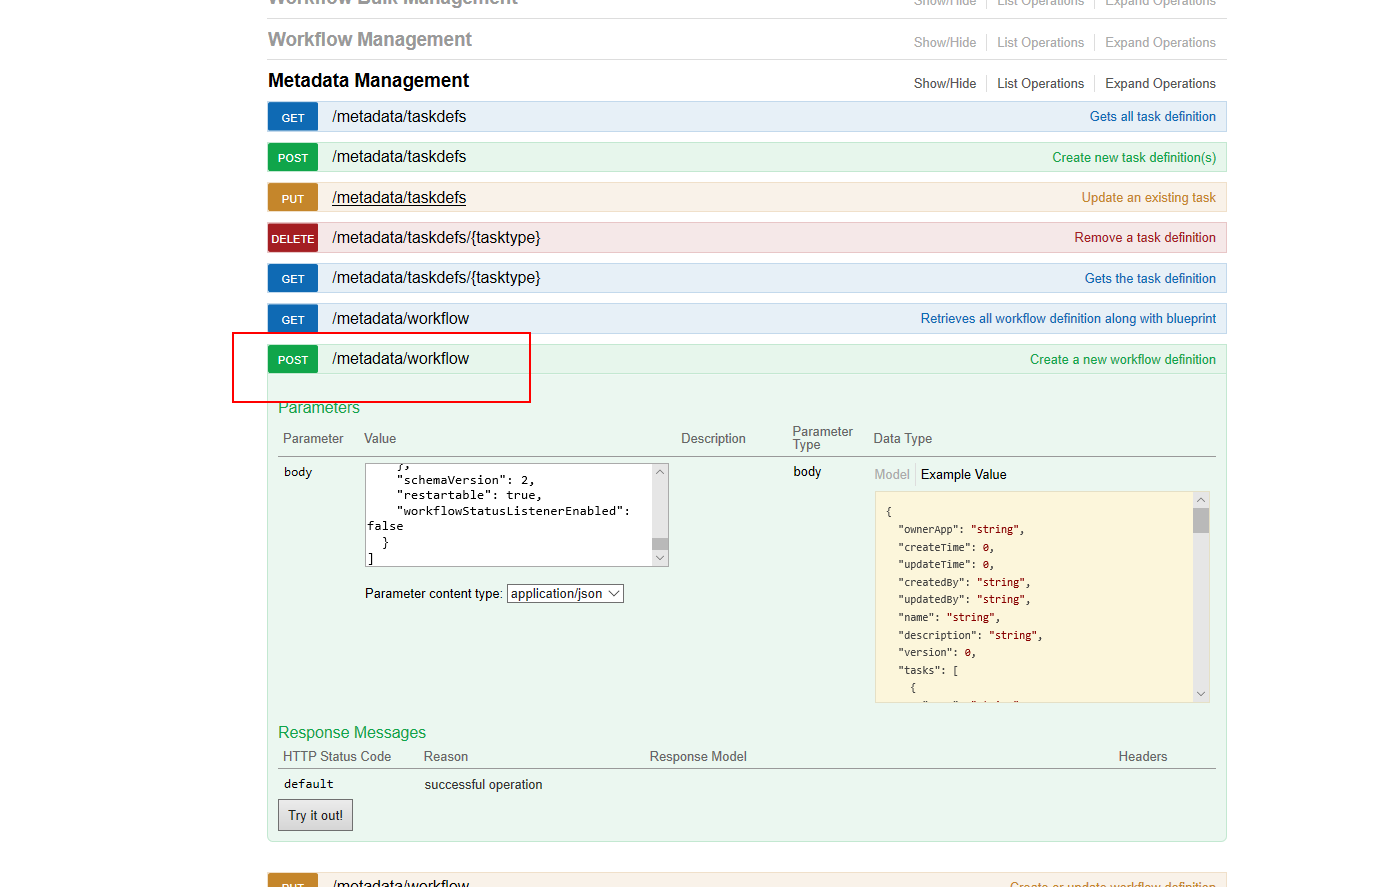 Workflow Bulk Management Show/Hide List Operations Expand Operations
Workflow Management Show/Hide List Operations Expand Operations
Metadata Management Show/Hide List Operations Expand Operations
GET /metadata/taskdefs Gets all task definition
POST /metadata/taskdefs Create new task definition(s)
PUT /metadata/taskdefs Update an existing task
DELETE /metadata/taskdefs/{tasktype} Remove a task definition
GET /metadata/taskdefs/{tasktype} Gets the task definition
GET /metadata/workflow Retrieves all workflow definition along with blueprint
POST /metadata/workflow Create a new workflow definition
Parameters
Parameter Value Description Parameter Type Data Type
body
},
"schemaVersion": 2,
"restartable": true,
"workflowStatusListenerEnabled":
false
}
]
Parameter content type: application/json
body
Model Example Value
{
"ownerApp": "string",
"createTime": 0,
"updateTime": 0,
"createdBy": "string",
"updatedBy": "string",
"name": "string",
"description": "string",
"version": 0,
"tasks": [
{
Response Messages
HTTP Status Code Reason Response Model Headers
default successful operation
Try it out!
PUT /metadata/workflow Create or update workflow definition